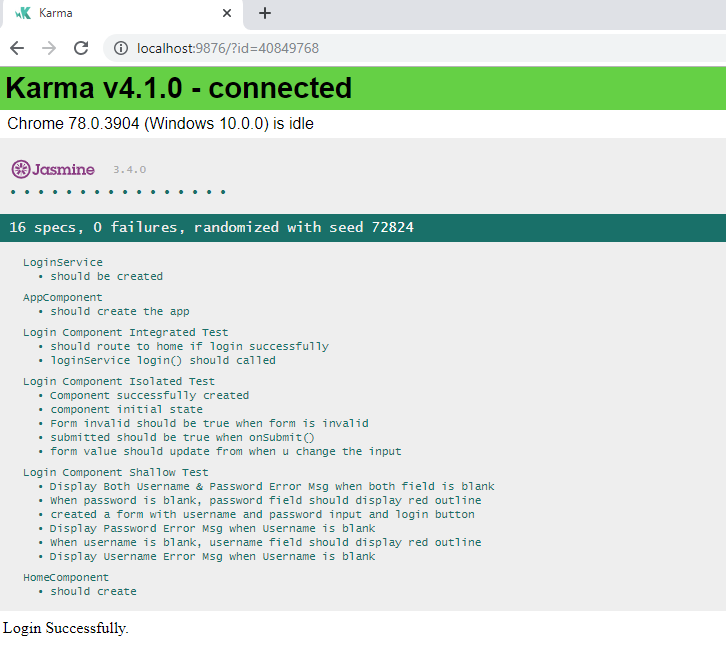 Karma
localhost:9876/?id=40849768
Karma v4.1.0 - connected
Chrome 78.0.3904 (Windows 10.0.0) is idle
Jasmine 3.4.0
16 specs, 0 failures, randomized with seed 72824
LoginService
• should be created
AppComponent
• should create the app
Login Component Integrated Test
• should route to home if login successfully
• loginService login() should called
Login Component Isolated Test
• Component successfully created
• component initial state
• Form invalid should be true when form is invalid
• submitted should be true when onSubmit()
• form value should update from when u change the input
Login Component Shallow Test
• Display Both Username & Password Error Msg when both field is blank
• When password is blank, password field should display red outline
• created a form with username and password input and login button
• Display Password Error Msg when Username is blank
• When username is blank, username field should display red outline
• Display Username Error Msg when Username is blank
HomeComponent
• should create
Login Successfully.